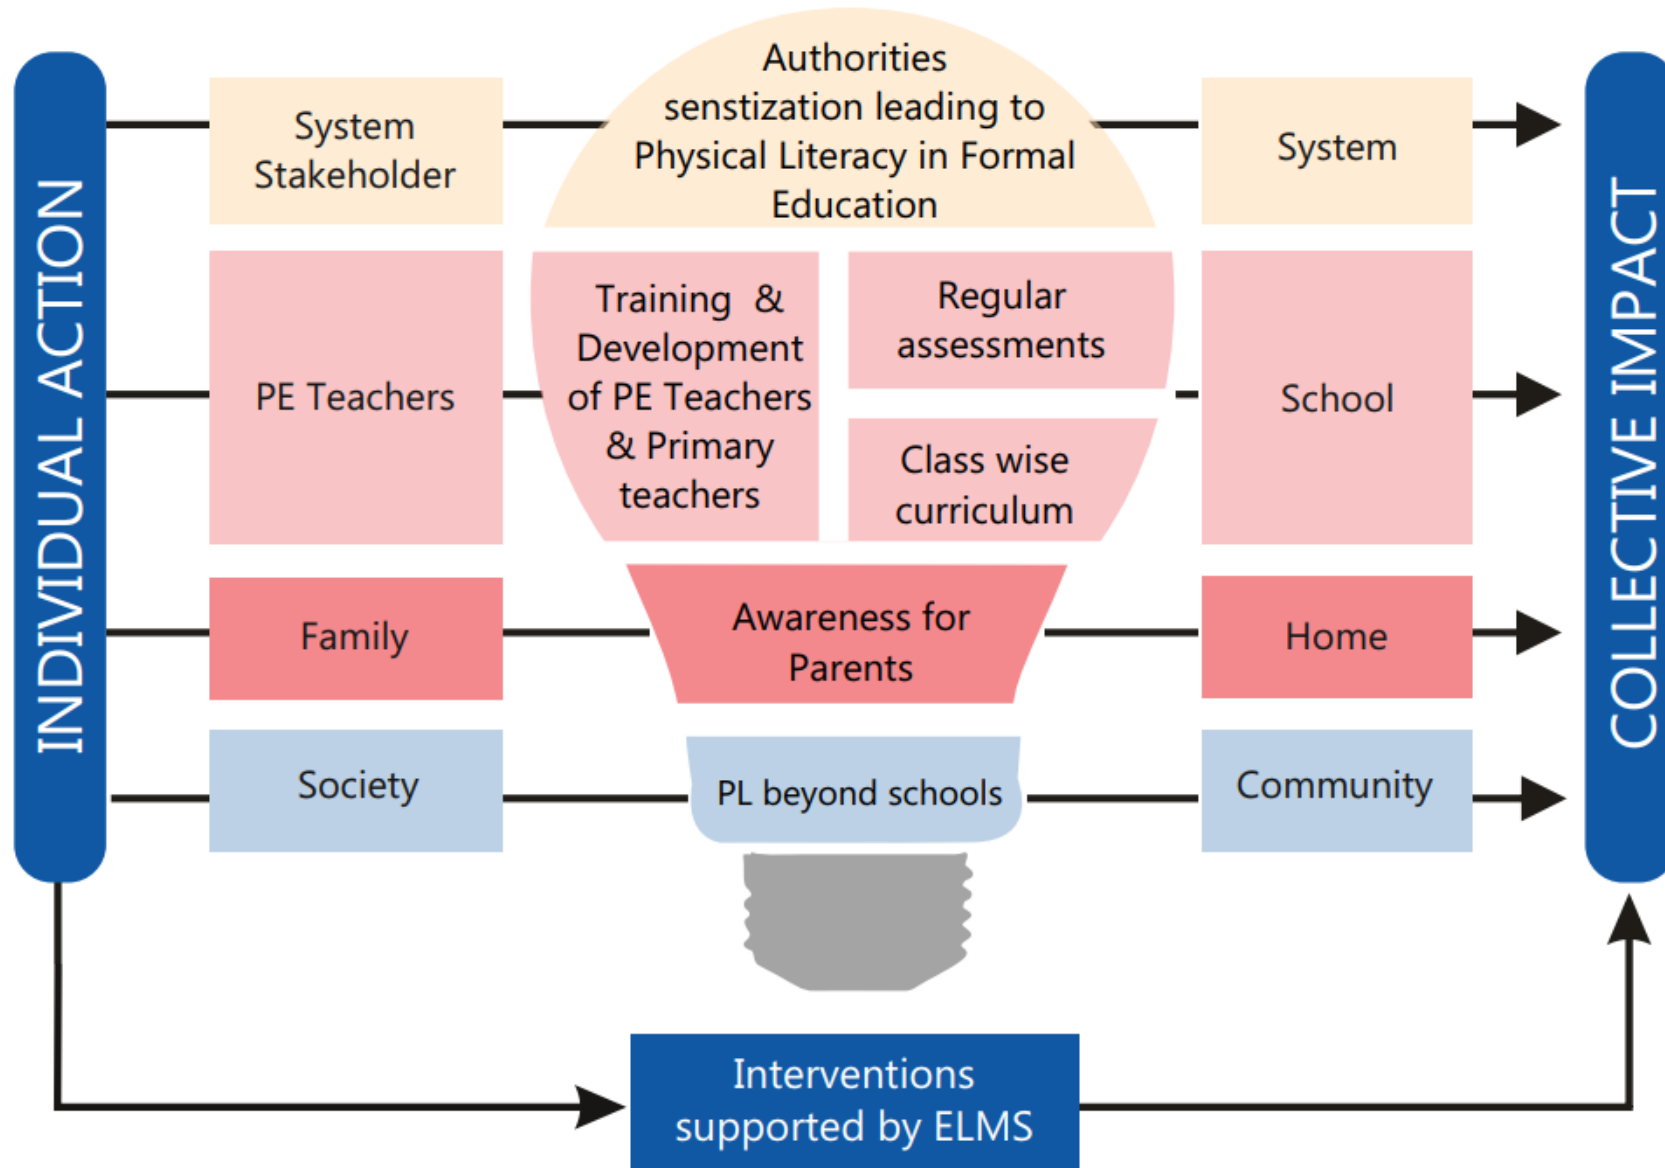 INDIVIDUAL ACTION
System
Stakeholder
Authorities
senstization leading to
Physical Literacy in Formal
Education
System
PE Teachers
Training & 
Development
of PE Teachers
& Primary
teachers
Regular
assessments
Class wise
curriculum
School
Family
Awareness for
Parents
Home
Society
PL beyond schools
Community
Interventions
supported by ELMS
COLLECTIVE IMPACT